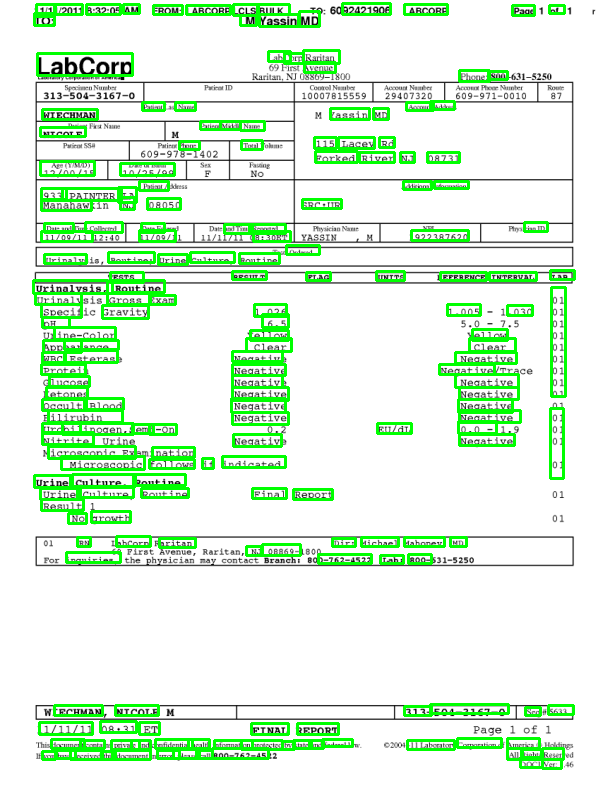 /2011 8:32:05 AM FROM: LABCORP LCLS BULK TO: 6092421906 LABCORP Page 1 of 1
TO: M Yassin MD
LabCorp
LabCorp Raritan
69 First Avenue
Raritan, NJ 08869-1800
Phone: 800-631-5250
Specimen Number Patient ID Control Number Account Number Account Phone Number Route
313-504-3167-0 10007815559 29407320 609-971-0010 87
Patient Last Name Account Address
WIECHMAN
Patient First Name Patient Middle Name
NICOLE M
M Yassin MD
Patient SS# Patient Phone Total Volume
609-978-1402
115 Lacey Rd
Forked River NJ 08731
Age (Y/M/D) Date of Birth Sex Fasting
12/00/15 10/25/98 F No
Patient Address Additional Information
933 PAINTER LA
Manahawkin NJ 08050
SRC:UR
Date and Time Collected Date Entered Date and Time Reported Physician Name NPI Physician ID
11/09/11 12:40 11/09/11 11/11/11 08:30ET YASSIN , M 922387620
Tests Ordered
Urinalysis, Routine; Urine Culture, Routine
TESTS RESULT FLAG UNITS REFERENCE INTERVAL LAB
Urinalysis, Routine
Urinalysis Gross Exam 01
Specific Gravity 1.026 1.005 - 1.030 01
pH 6.5 5.0 - 7.5 01
Urine-Color Yellow Yellow 01
Appearance Clear Clear 01
WBC Esterase Negative Negative 01
Protein Negative Negative/Trace 01
Glucose Negative Negative 01
Ketones Negative Negative 01
Occult Blood Negative Negative 01
Bilirubin Negative Negative 01
Urobilinogen,Semi-Qn 0.2 EU/dL 0.0 - 1.9 01
Nitrite, Urine Negative Negative 01
Microscopic Examination
Microscopic follows if indicated. 01
Urine Culture, Routine
Urine Culture, Routine Final Report 01
Result 1
No growth 01
01 RN LabCorp Raritan Dir: Michael Mahoney MD
69 First Avenue, Raritan, NJ 08869-1800
For inquiries, the physician may contact Branch: 800-762-4522 Lab: 800-631-5250
WIECHMAN, NICOLE M 313-504-3167-0 Seq # 5633
1/11/11 08:31 ET FINAL REPORT Page 1 of 1
This document contains private and confidential health information protected by state and federal law.
If you have received this document in error, please call 800-762-4522
©2004-11 Laboratory Corporation of America Holdings
All Rights Reserved
DOC1 Ver: 1.46